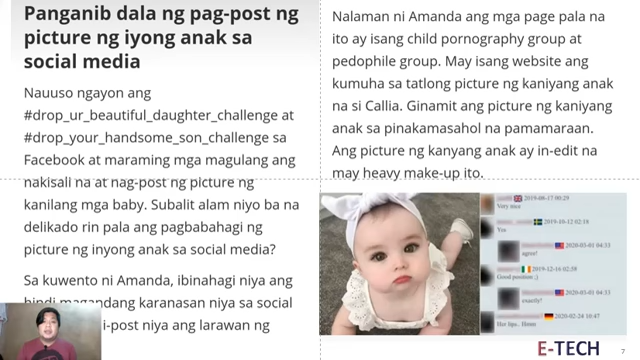 Panganib dala ng pag-post ng
picture ng iyong anak sa
social media
Nauuso ngayon ang
#drop_ur_beautiful_daughter_challenge at
#drop_your_handsome_son_challenge sa
Facebook at maraming mga magulang ang
nakisali na at nag-post ng picture ng
kanilang mga baby. Subalit alam niyo ba na
delikado rin pala ang pagbabahagi ng
picture ng inyong anak sa social media?
Sa kuwento ni Amanda, ibinahagi niya ang
hindi magandang karanasan niya sa social
i-post niya ang larawan ng
Nalaman ni Amanda ang mga page pala na
ito ay isang child pornography group at
pedophile group. May isang website ang
kumuha sa tatlong picture ng kaniyang anak
na si Callia. Ginamit ang picture ng kaniyang
anak sa pinakamasahol na pamamaraan.
Ang picture ng kanyang anak ay in-edit na
may heavy make-up ito.
2019-08-17 00:29
Very nice
2019-10-12 02:18
Yes
2020-03-01 04:33
agree!
2019-12-16 02:58
Good position ;)
2020-03-01 04:33
exactly!
2020-02-24 10:47
Hot lips.. Hmm
E-TECH
7